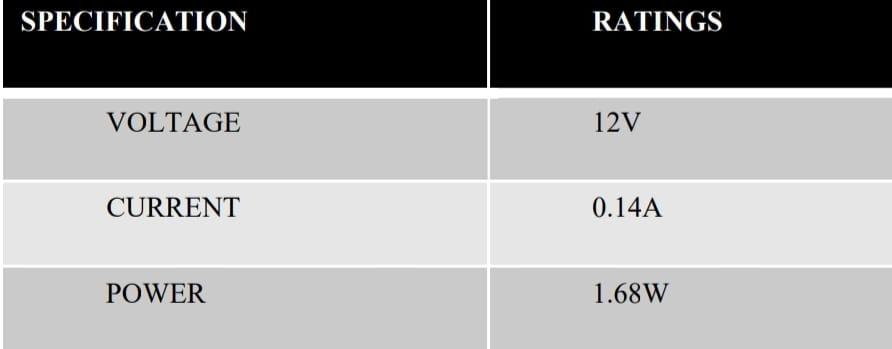 SPECIFICATION RATINGS
VOLTAGE 12V
CURRENT 0.14A
POWER 1.68W